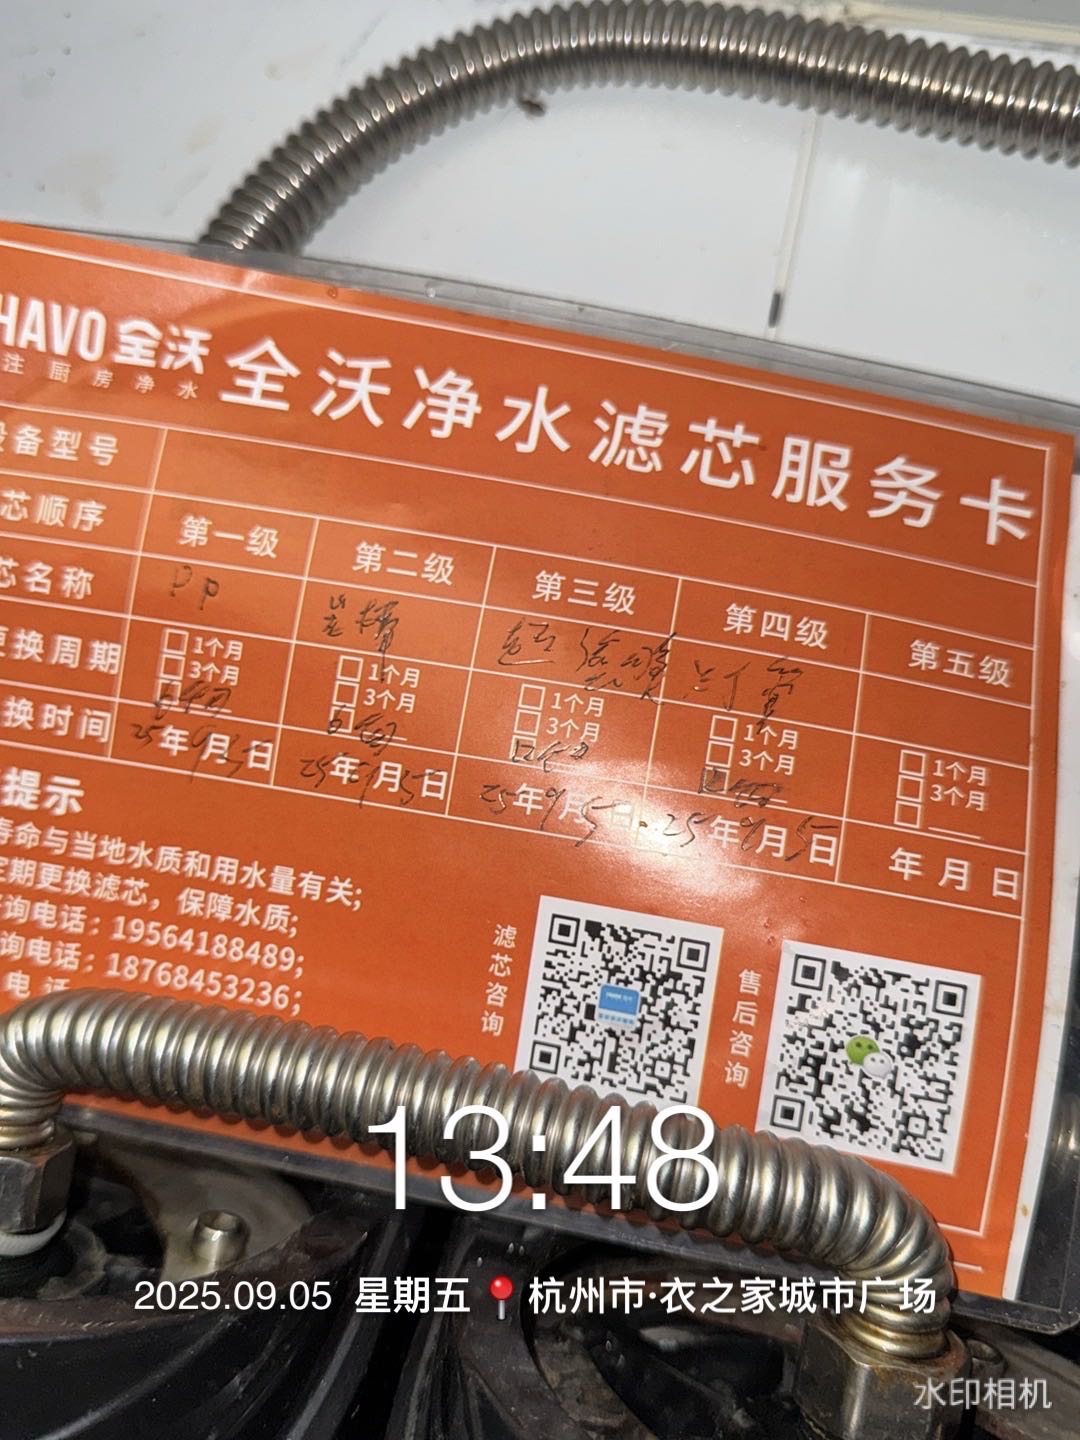 HAVO 全沃
注厨房净水
全沃净水滤芯服务卡
设备型号
芯顺序 第一级 第二级 第三级 第四级 第五级
芯名称 PP
更换周期 1个月 1个月 1个月 1个月 1个月
3个月 3个月 3个月 3个月 3个月
换时间 25年9月5日 25年9月5日 25年9月5日 25年9月5日 年月日
提示
寿命与当地水质和用水量有关;
定期更换滤芯，保障水质;
询电话：19564188489;
询电话：18768453236;
电话
滤芯咨询
售后咨询
13:48
2025.09.05 星期五 杭州市·衣之家城市广场
水印相机